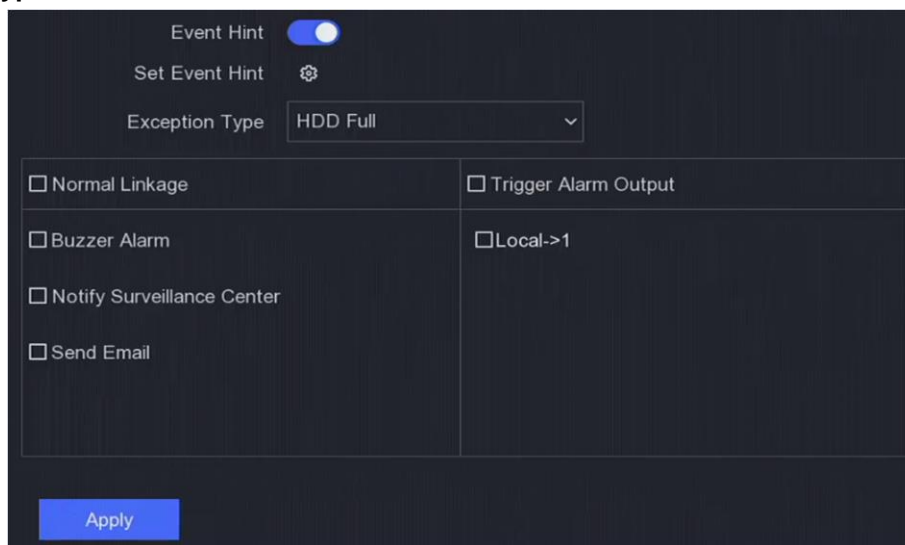 Event Hint
Set Event Hint
Exception Type HDD Full
Normal Linkage Trigger Alarm Output
Buzzer Alarm Local->1
Notify Surveillance Center
Send Email
Apply